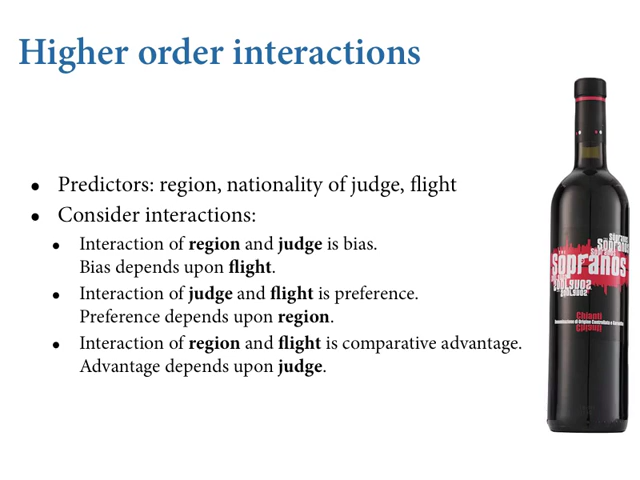 Higher order interactions
• Predictors: region, nationality of judge, flight
• Consider interactions:
• Interaction of region and judge is bias.
Bias depends upon flight.
• Interaction of judge and flight is preference.
Preference depends upon region.
• Interaction of region and flight is comparative advantage.
Advantage depends upon judge.
Sopranos
Sopranos
Sopranos
Chianti